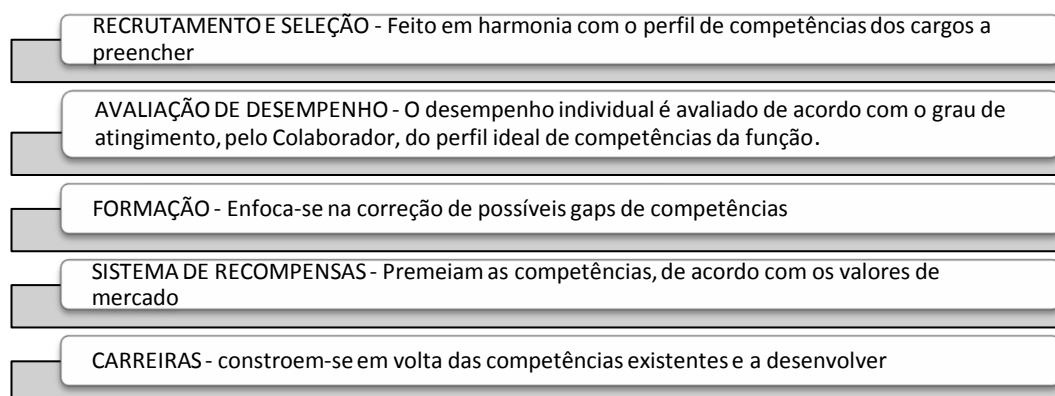 RECRUTAMENTO E SELEÇÃO - Feito em harmonia com o perfil de competências dos cargos a
preencher
AVALIAÇÃO DE DESEMPENHO - O desempenho individual é avaliado de acordo com o grau de
atingimento, pelo Colaborador, do perfil ideal de competências da função.
FORMAÇÃO - Enfoca-se na correção de possíveis gaps de competências
SISTEMA DE RECOMPENSAS - Premeiam as competências, de acordo com os valores de
mercado
CARREIRAS - constroem-se em volta das competências existentes e a desenvolver